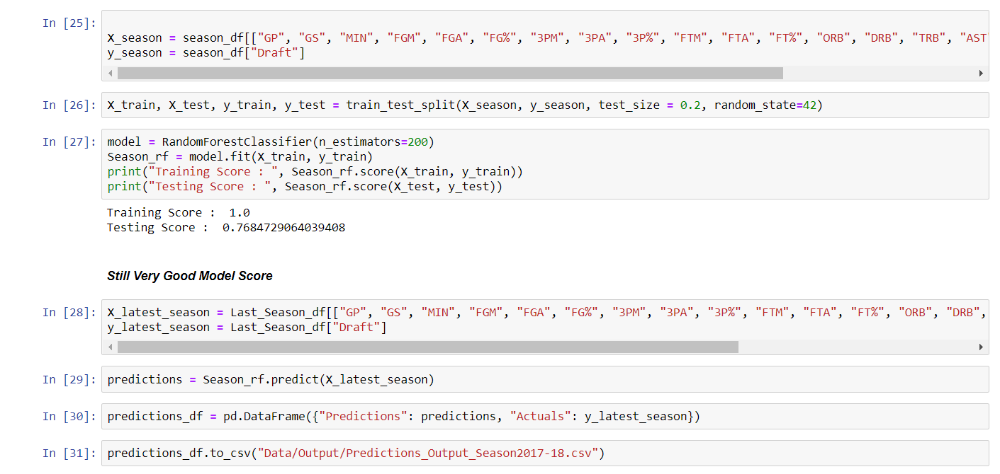 In [25]:
X_season = season_df[["GP", "GS", "MIN", "FGM", "FGA", "FG%", "3PM", "3PA", "3P%", "FTM", "FTA", "FT%", "ORB", "DRB", "TRB", "AST"
y_season = season_df["Draft"]
In [26]: X_train, X_test, y_train, y_test = train_test_split(X_season, y_season, test_size = 0.2, random_state=42)
In [27]: model = RandomForestClassifier(n_estimators=200)
Season_rf = model.fit(X_train, y_train)
print("Training Score : ", Season_rf.score(X_train, y_train))
print("Testing Score : ", Season_rf.score(X_test, y_test))
Training Score :  1.0
Testing Score :  0.7684729064039408
Still Very Good Model Score
In [28]: X_latest_season = Last_Season_df[["GP", "GS", "MIN", "FGM", "FGA", "FG%", "3PM", "3PA", "3P%", "FTM", "FTA", "FT%", "ORB", "DRB",
y_latest_season = Last_Season_df["Draft"]
In [29]: predictions = Season_rf.predict(X_latest_season)
In [30]: predictions_df = pd.DataFrame({"Predictions": predictions, "Actuals": y_latest_season})
In [31]: predictions_df.to_csv("Data/Output/Predictions_Output_Season2017-18.csv")